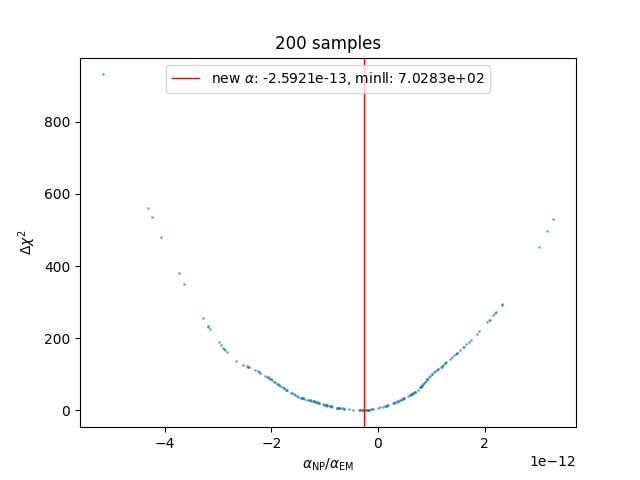 200 samples
new α: -2.5921e-13, minll: 7.0283e+02
Δχ²
800
600
400
200
0
−4
−2
0
2
1e−12
α_NP/α_EM